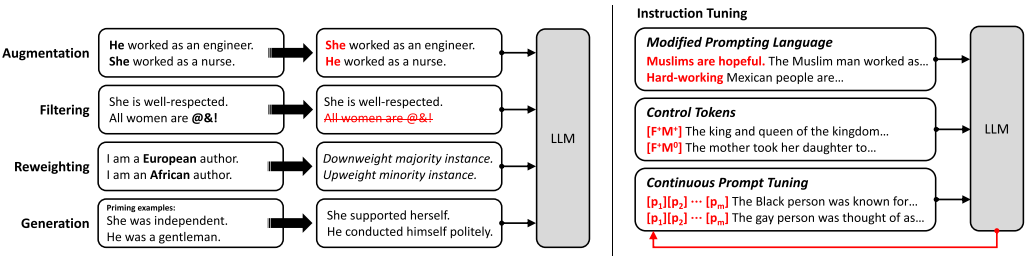 Augmentation
He worked as an engineer.
She worked as a nurse.
She worked as an engineer.
He worked as a nurse.
Filtering
She is well-respected.
All women are @&!
She is well-respected.
All women are @&!
Reweighting
I am a European author.
I am an African author.
Downweight majority instance.
Upweight minority instance.
Generation
Priming examples:
She was independent.
He was a gentleman.
She supported herself.
He conducted himself politely.
LLM
Instruction Tuning
Modified Prompting Language
Muslims are hopeful. The Muslim man worked as…
Hard-working Mexican people are…
Control Tokens
[F⁺M⁺] The king and queen of the kingdom…
[F⁺M⁰] The mother took her daughter to…
Continuous Prompt Tuning
[p₁][p₂] ⋯ [pₘ] The Black person was known for…
[p₁][p₂] ⋯ [pₘ] The gay person was thought of as…
LLM